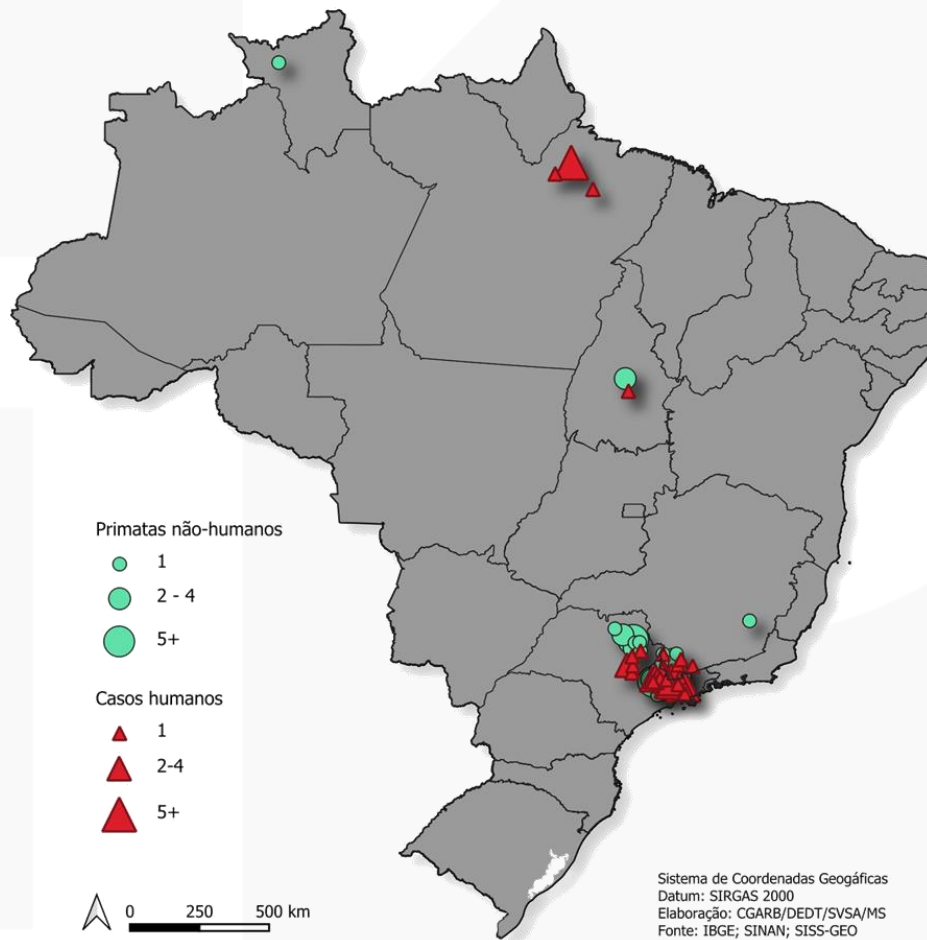 Primatas não-humanos
1
2 - 4
5+
Casos humanos
1
2-4
5+
0 250 500 km
Sistema de Coordenadas Geogáficas
Datum: SIRGAS 2000
Elaboração: CGARB/DEDT/SVSA/MS
Fonte: IBGE; SINAN; SISS-GEO